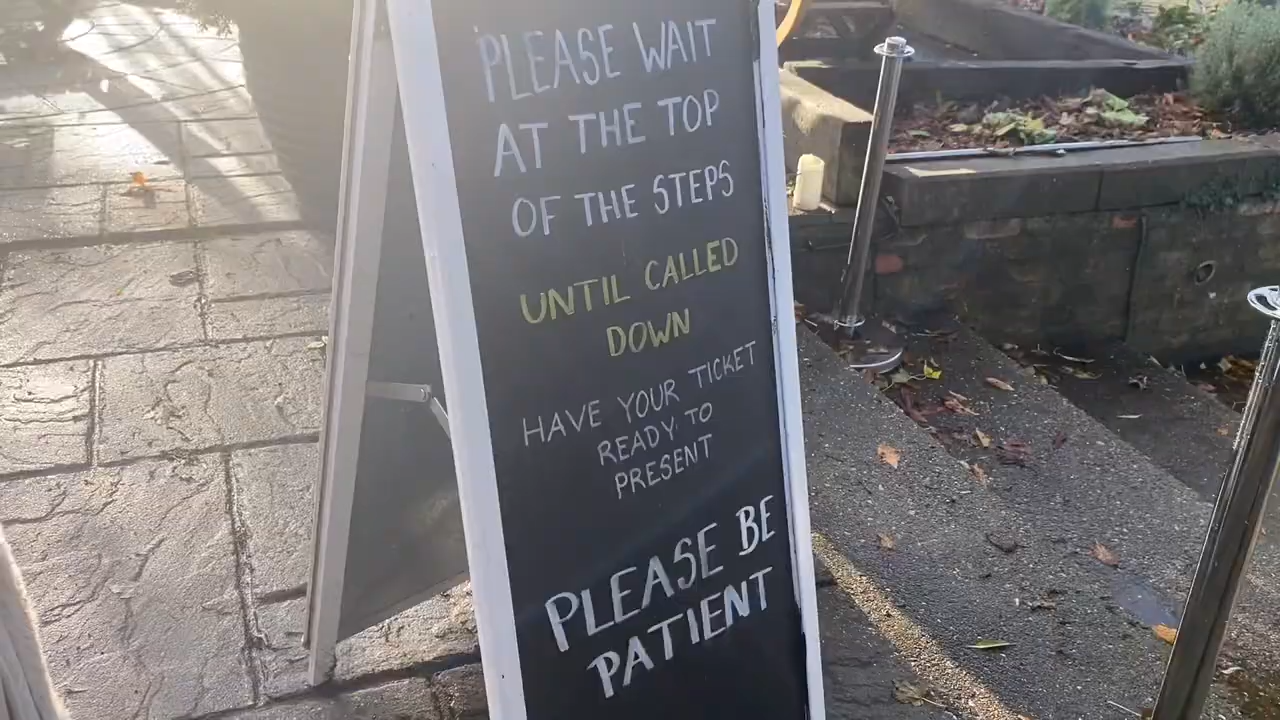 PLEASE WAIT
AT THE TOP
OF THE STEPS
UNTIL CALLED
DOWN
HAVE YOUR TICKET
READY TO
PRESENT
PLEASE BE
PATIENT